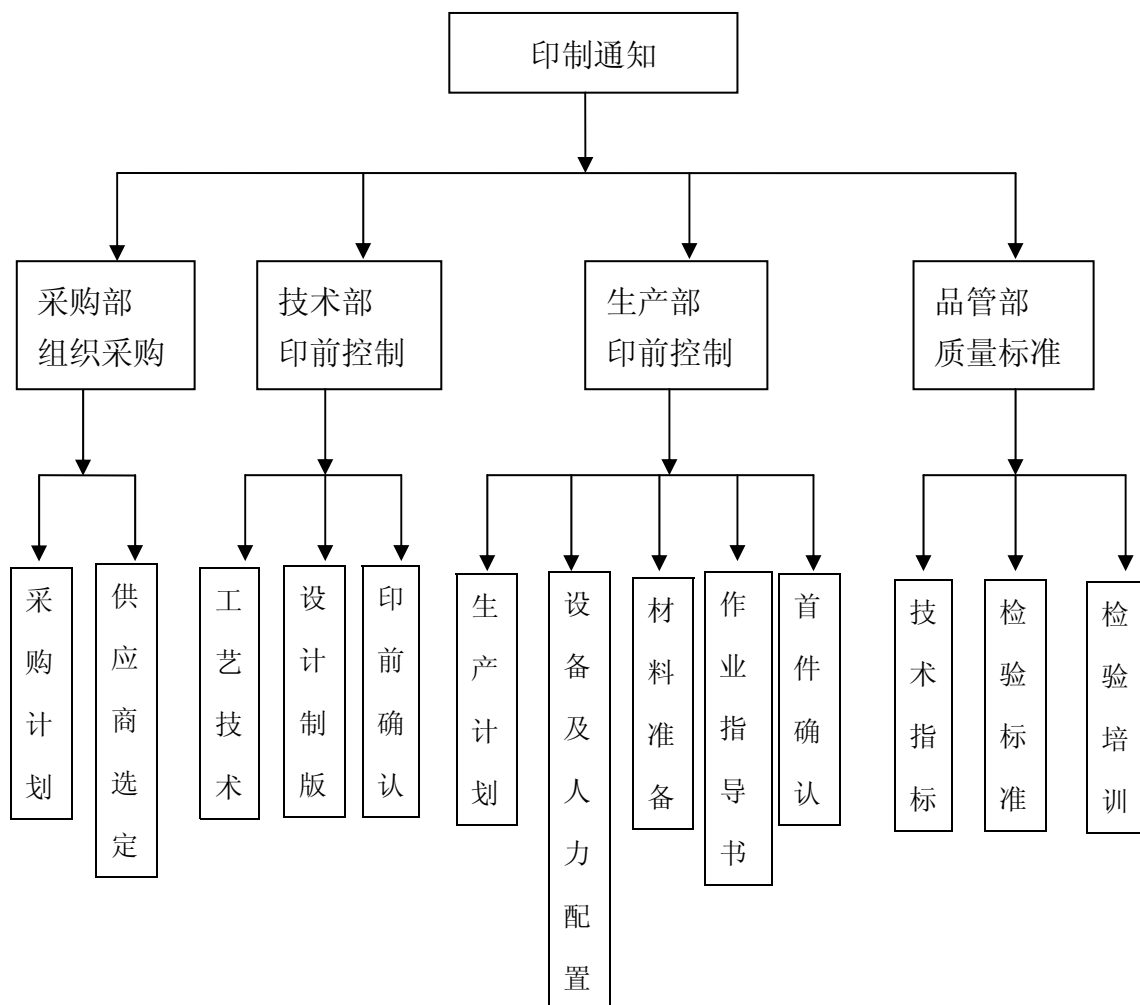 印制通知
采购部
组织采购
技术部
印前控制
生产部
印前控制
品管部
质量标准
采购计划
供应商选定
工艺技术
设计制版
印前确认
生产计划
设备及人力配置
材料准备
作业指导书
首件确认
技术指标
检验标准
检验培训